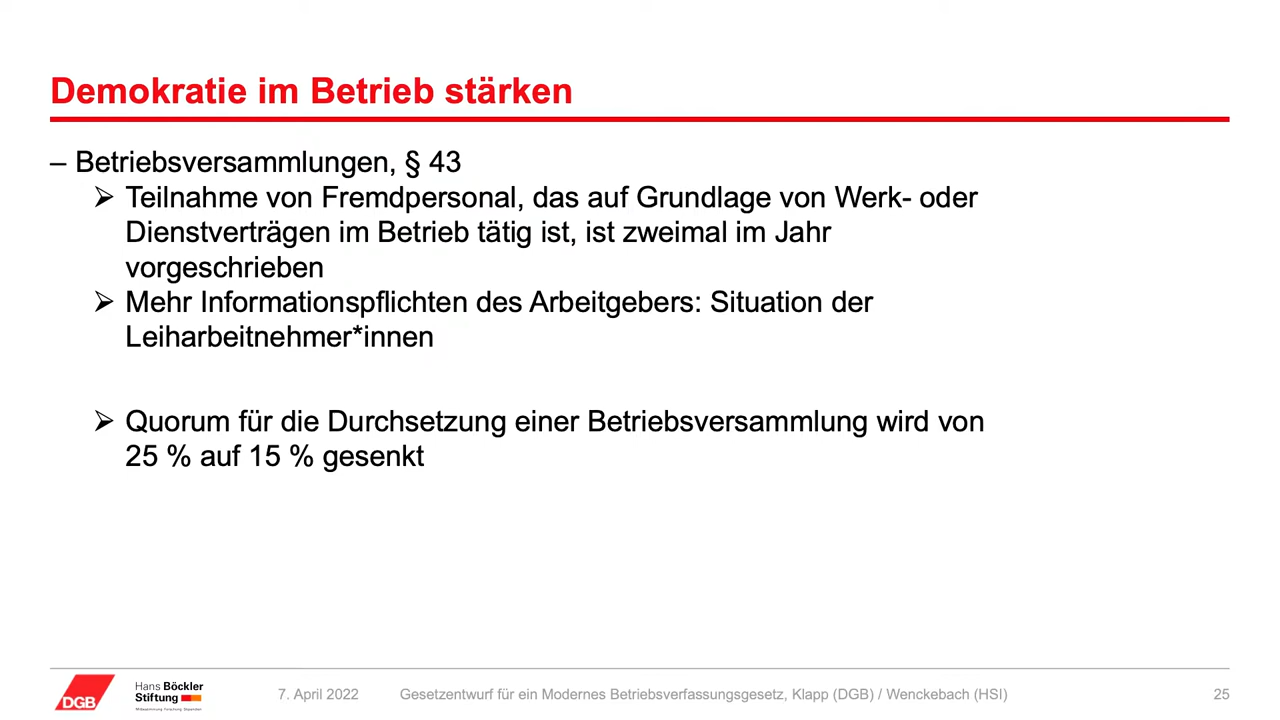 Demokratie im Betrieb stärken
– Betriebsversammlungen, § 43
➢ Teilnahme von Fremdpersonal, das auf Grundlage von Werk- oder
Dienstverträgen im Betrieb tätig ist, ist zweimal im Jahr
vorgeschrieben
➢ Mehr Informationspflichten des Arbeitgebers: Situation der
Leiharbeitnehmer*innen
➢ Quorum für die Durchsetzung einer Betriebsversammlung wird von
25 % auf 15 % gesenkt
DGB
Hans Böckler
Stiftung
Mitbestimmung Forschung Stipendien
7. April 2022
Gesetzentwurf für ein Modernes Betriebsverfassungsgesetz, Klapp (DGB) / Wenckebach (HSI)
25